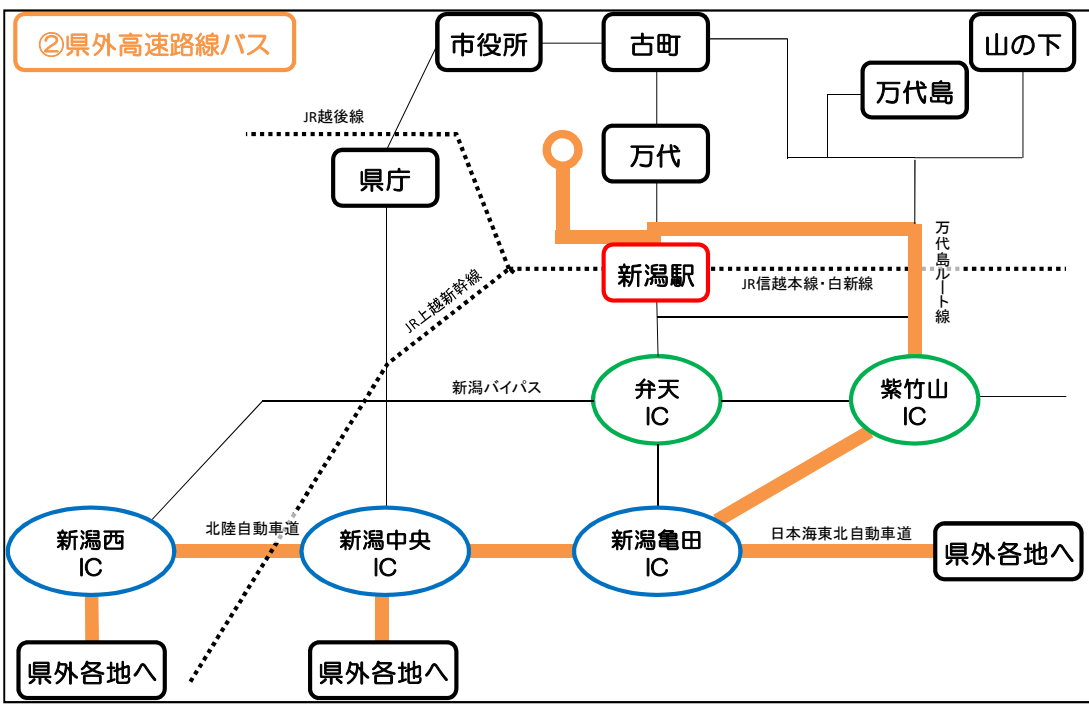 ②県外高速路線バス
市役所
古町
山の下
万代島
JR越後線
万代
県庁
万代島ルート線
新潟駅
JR信越本線・白新線
JR上越新幹線
新潟バイパス
弁天
IC
紫竹山
IC
北陸自動車道
日本海東北自動車道
新潟西
IC
新潟中央
IC
新潟亀田
IC
県外各地へ
県外各地へ
県外各地へ